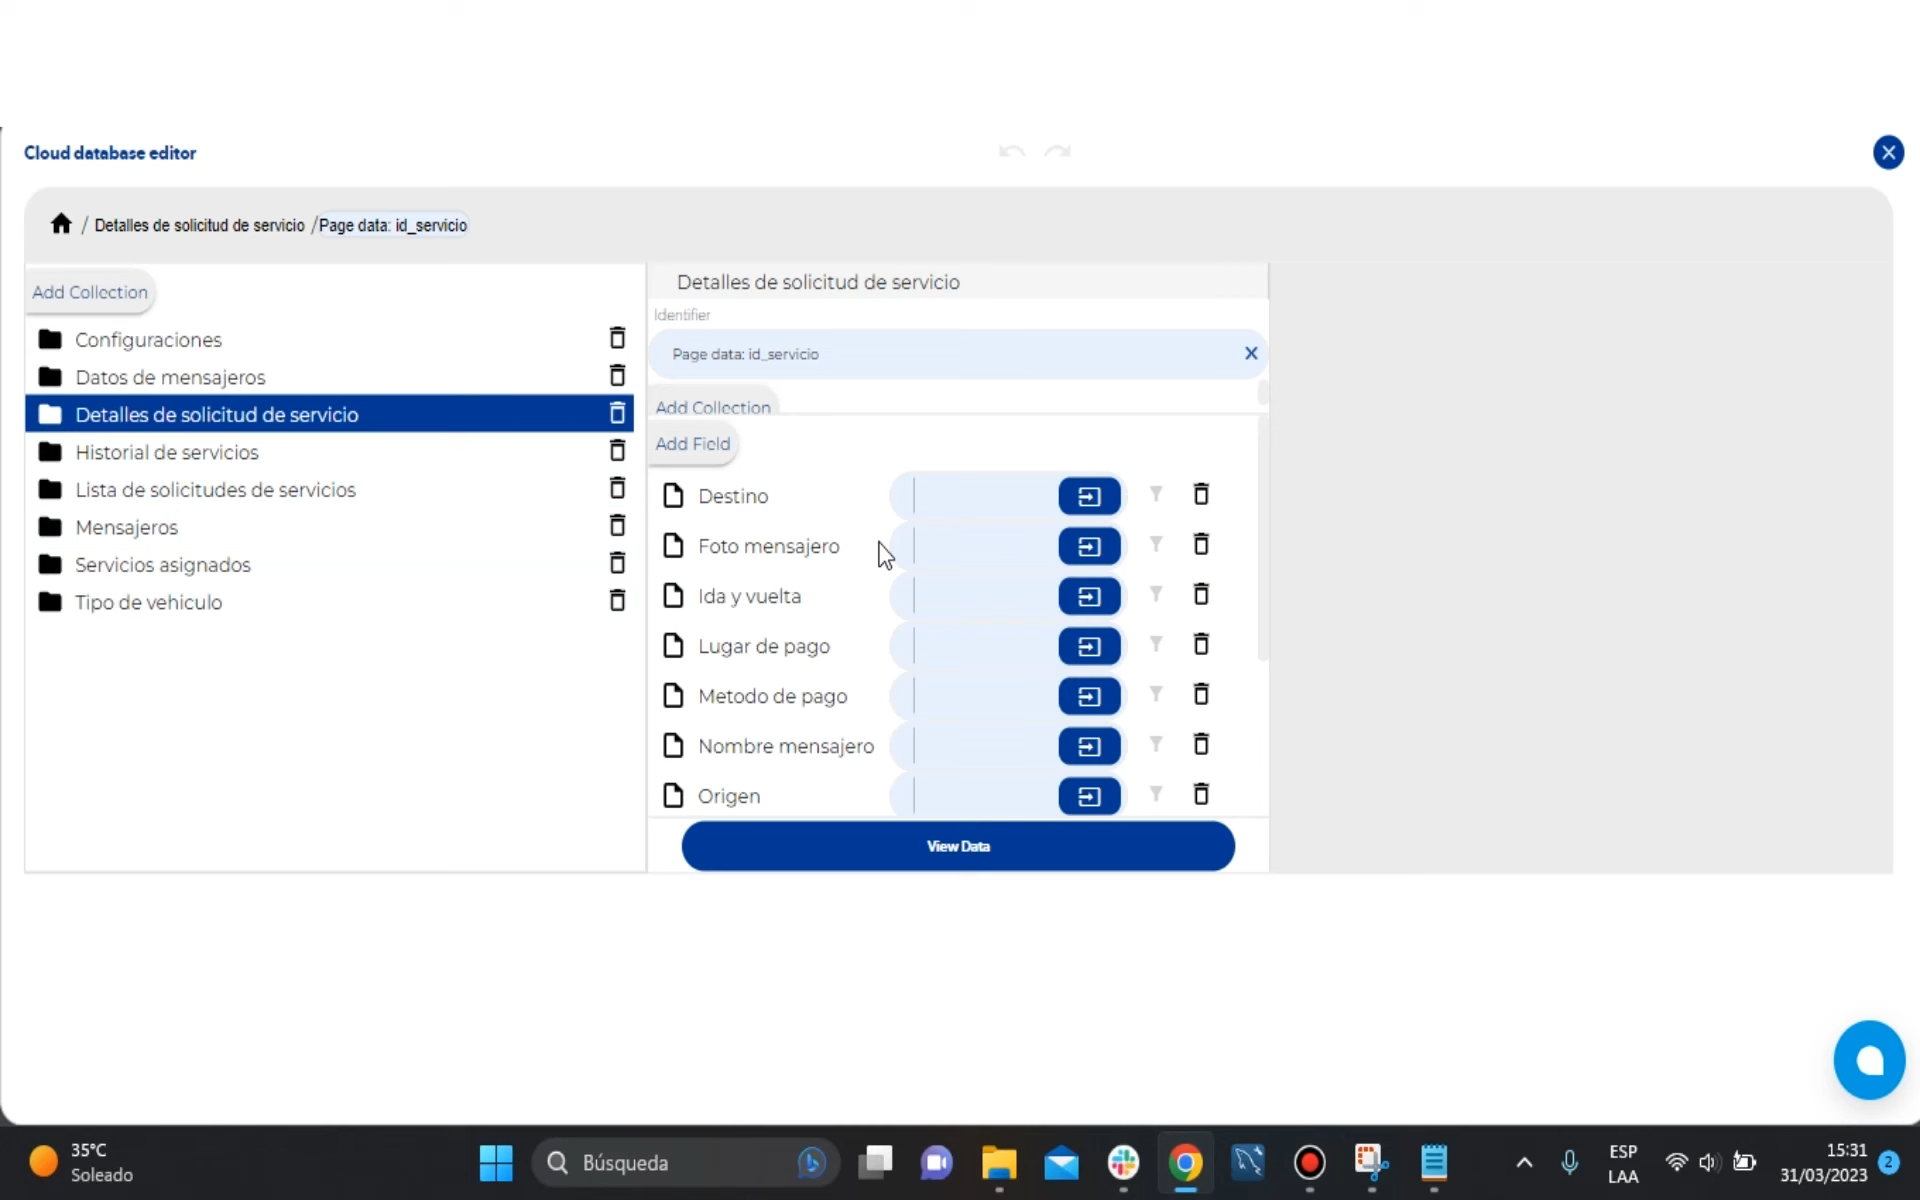 Cloud database editor
/ Detalles de solicitud de servicio /Page data: id_servicio
Add Collection
Configuraciones
Datos de mensajeros
Detalles de solicitud de servicio
Historial de servicios
Lista de solicitudes de servicios
Mensajeros
Servicios asignados
Tipo de vehiculo
Detalles de solicitud de servicio
Identifier
Page data: id_servicio
Add Collection
Add Field
Destino
Foto mensajero
Ida y vuelta
Lugar de pago
Metodo de pago
Nombre mensajero
Origen
View Data
35°C
Soleado
Búsqueda
ESP
LAA
15:31
31/03/2023
2